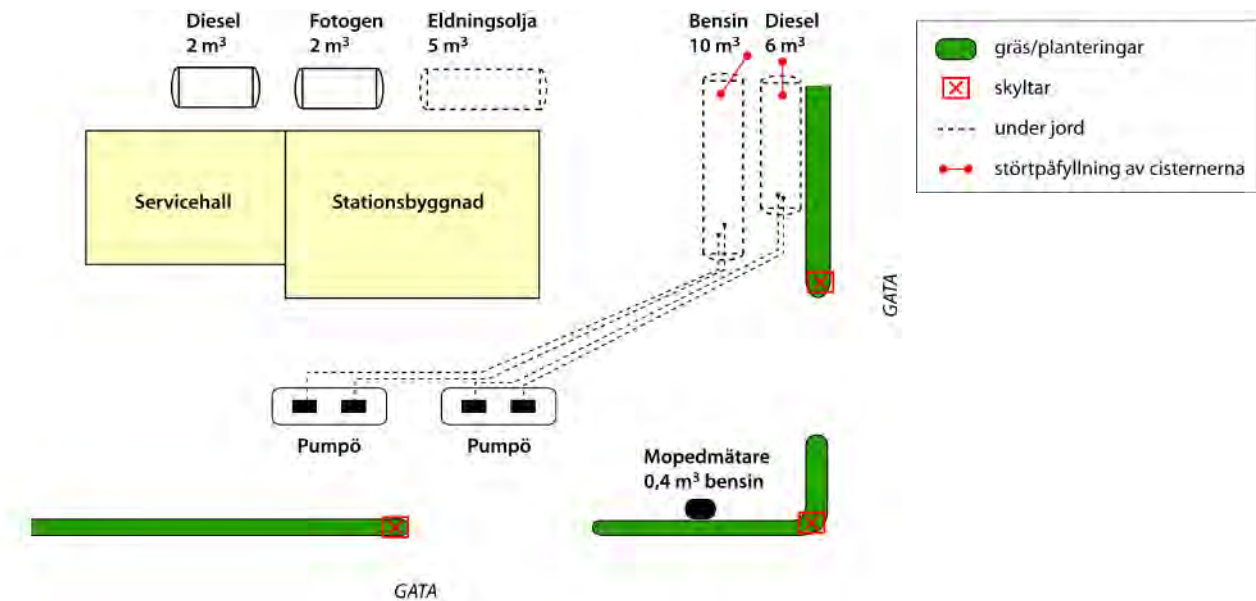 Diesel
2 m³
Fotogen
2 m³
Eldningsolja
5 m³
Bensin
10 m³
Diesel
6 m³
gräs/planteringar
skyltar
under jord
störtpåfyllning av cisternerna
Servicehall
Stationsbyggnad
GATA
Pumpö
Pumpö
Mopedmätare
0,4 m³ bensin
GATA